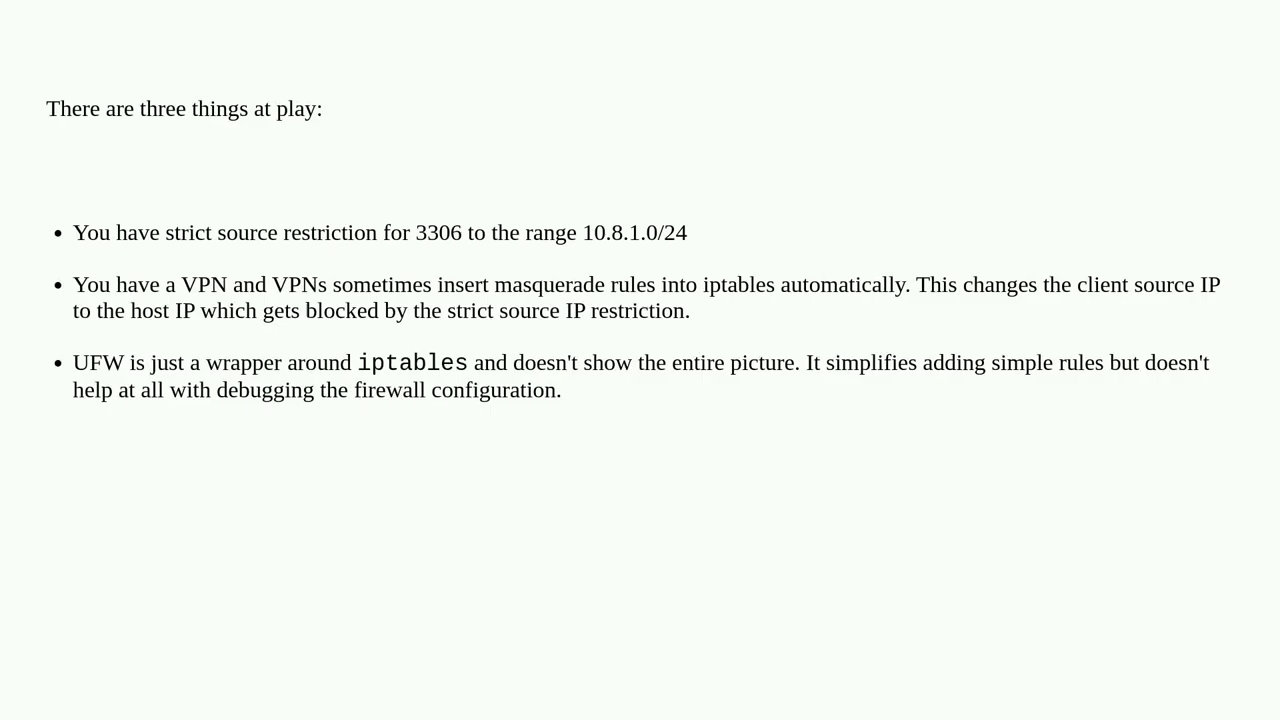 There are three things at play:
• You have strict source restriction for 3306 to the range 10.8.1.0/24
• You have a VPN and VPNs sometimes insert masquerade rules into iptables automatically. This changes the client source IP
to the host IP which gets blocked by the strict source IP restriction.
• UFW is just a wrapper around iptables and doesn't show the entire picture. It simplifies adding simple rules but doesn't
help at all with debugging the firewall configuration.